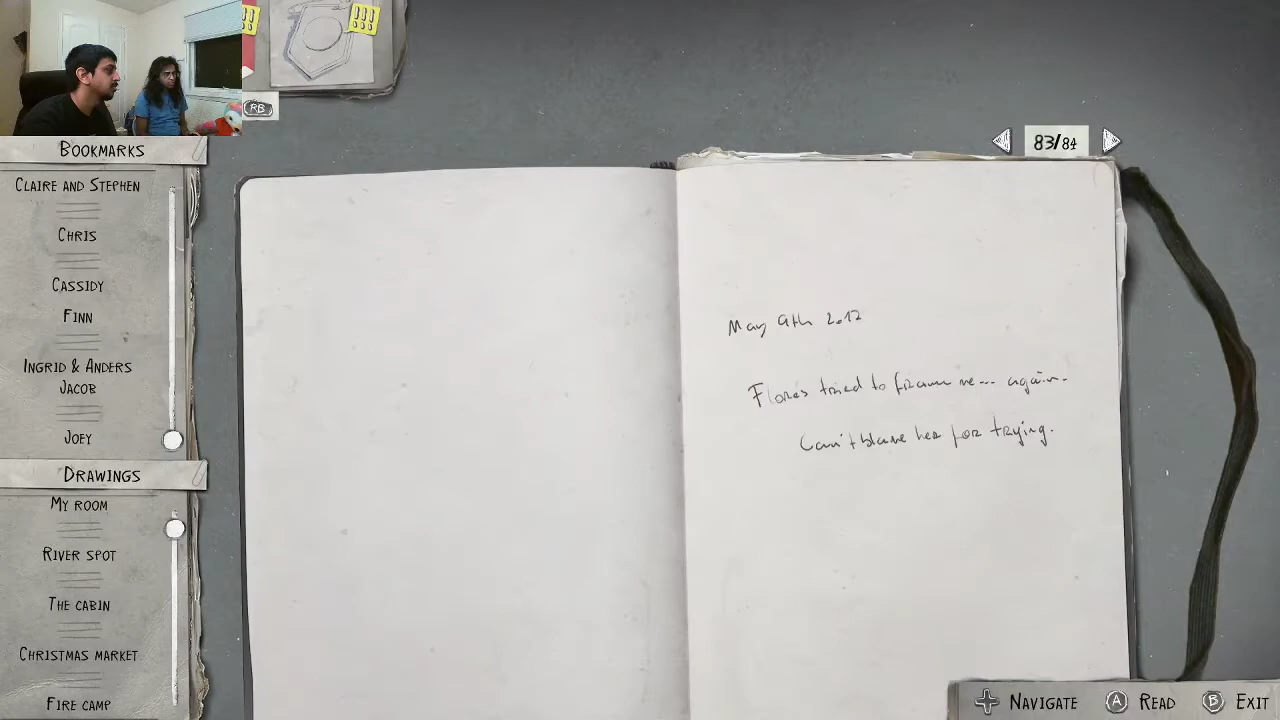 !!!
RB
BOOKMARKS
83/84
CLAIRE AND STEPHEN
CHRIS
CASSIDY
FINN
INGRID & ANDERS
JACOB
JOEY
DRAWINGS
MY ROOM
RIVER SPOT
THE CABIN
CHRISTMAS MARKET
FIRE CAMP
May 9th 2017
Flores tried to frame me... again.
Can't blame her for trying.
NAVIGATE
A READ
B EXIT